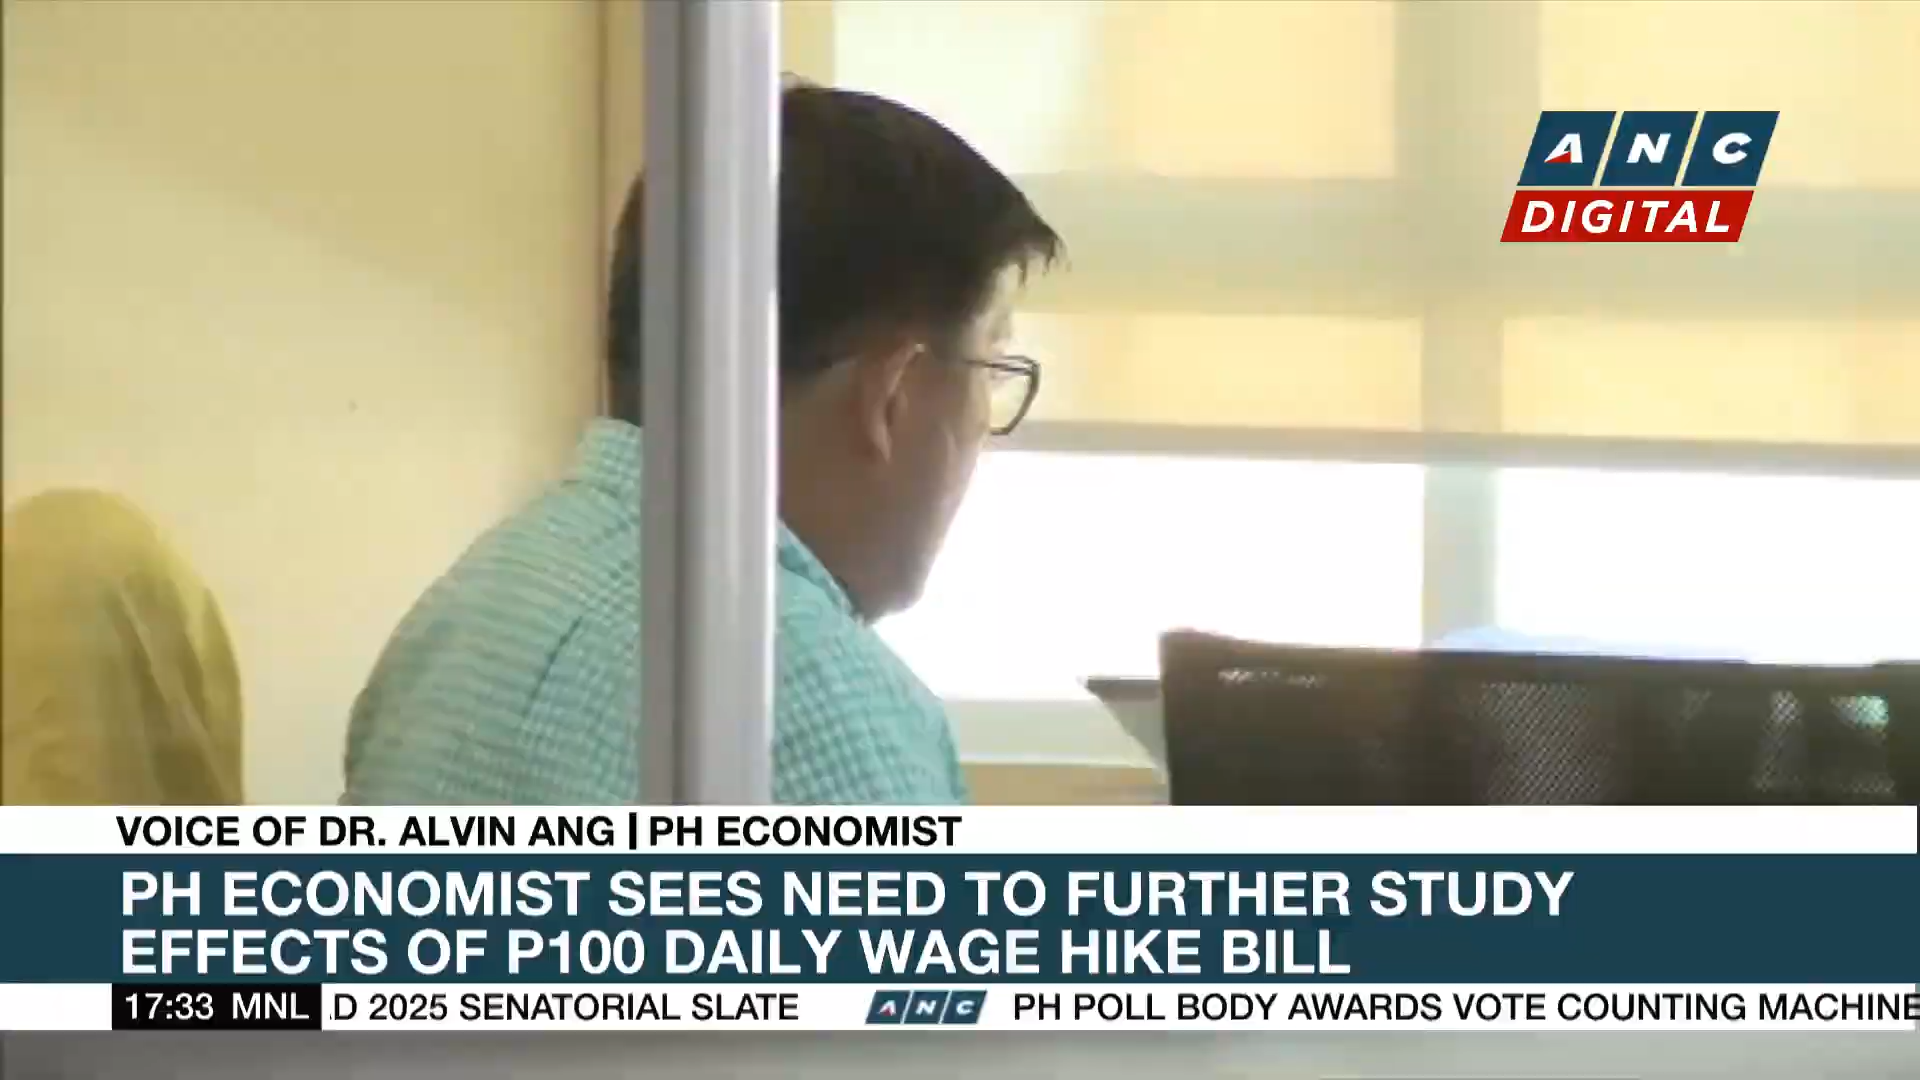 ANC
DIGITAL
VOICE OF DR. ALVIN ANG | PH ECONOMIST
PH ECONOMIST SEES NEED TO FURTHER STUDY
EFFECTS OF P100 DAILY WAGE HIKE BILL
17:33 MNL D 2025 SENATORIAL SLATE ANC PH POLL BODY AWARDS VOTE COUNTING MACHINE